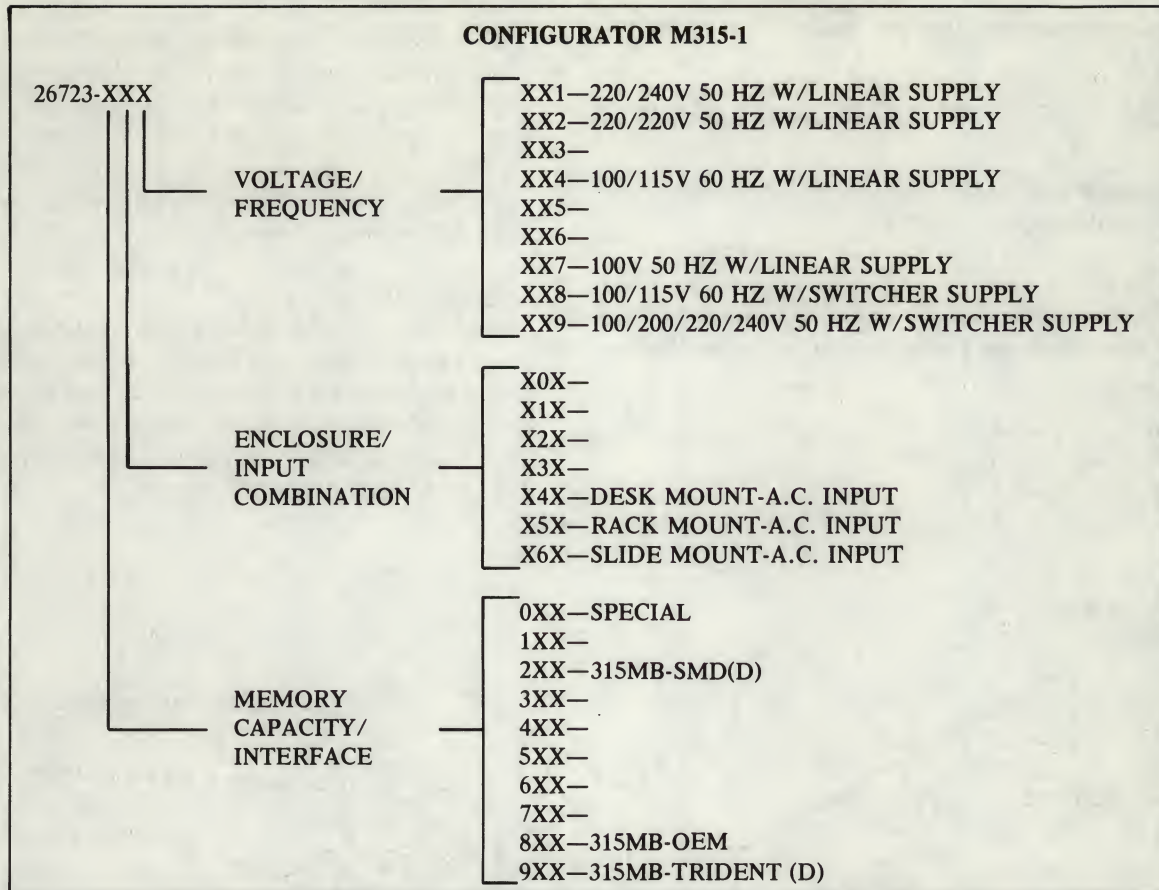 CONFIGURATOR M315-1
26723-XXX
VOLTAGE/
FREQUENCY
XX1—220/240V 50 HZ W/LINEAR SUPPLY
XX2—220/220V 50 HZ W/LINEAR SUPPLY
XX3—
XX4—100/115V 60 HZ W/LINEAR SUPPLY
XX5—
XX6—
XX7—100V 50 HZ W/LINEAR SUPPLY
XX8—100/115V 60 HZ W/SWITCHER SUPPLY
XX9—100/200/220/240V 50 HZ W/SWITCHER SUPPLY
ENCLOSURE/
INPUT
COMBINATION
X0X—
X1X—
X2X—
X3X—
X4X—DESK MOUNT-A.C. INPUT
X5X—RACK MOUNT-A.C. INPUT
X6X—SLIDE MOUNT-A.C. INPUT
MEMORY
CAPACITY/
INTERFACE
0XX—SPECIAL
1XX—
2XX—315MB-SMD(D)
3XX—
4XX—
5XX—
6XX—
7XX—
8XX—315MB-OEM
9XX—315MB-TRIDENT (D)